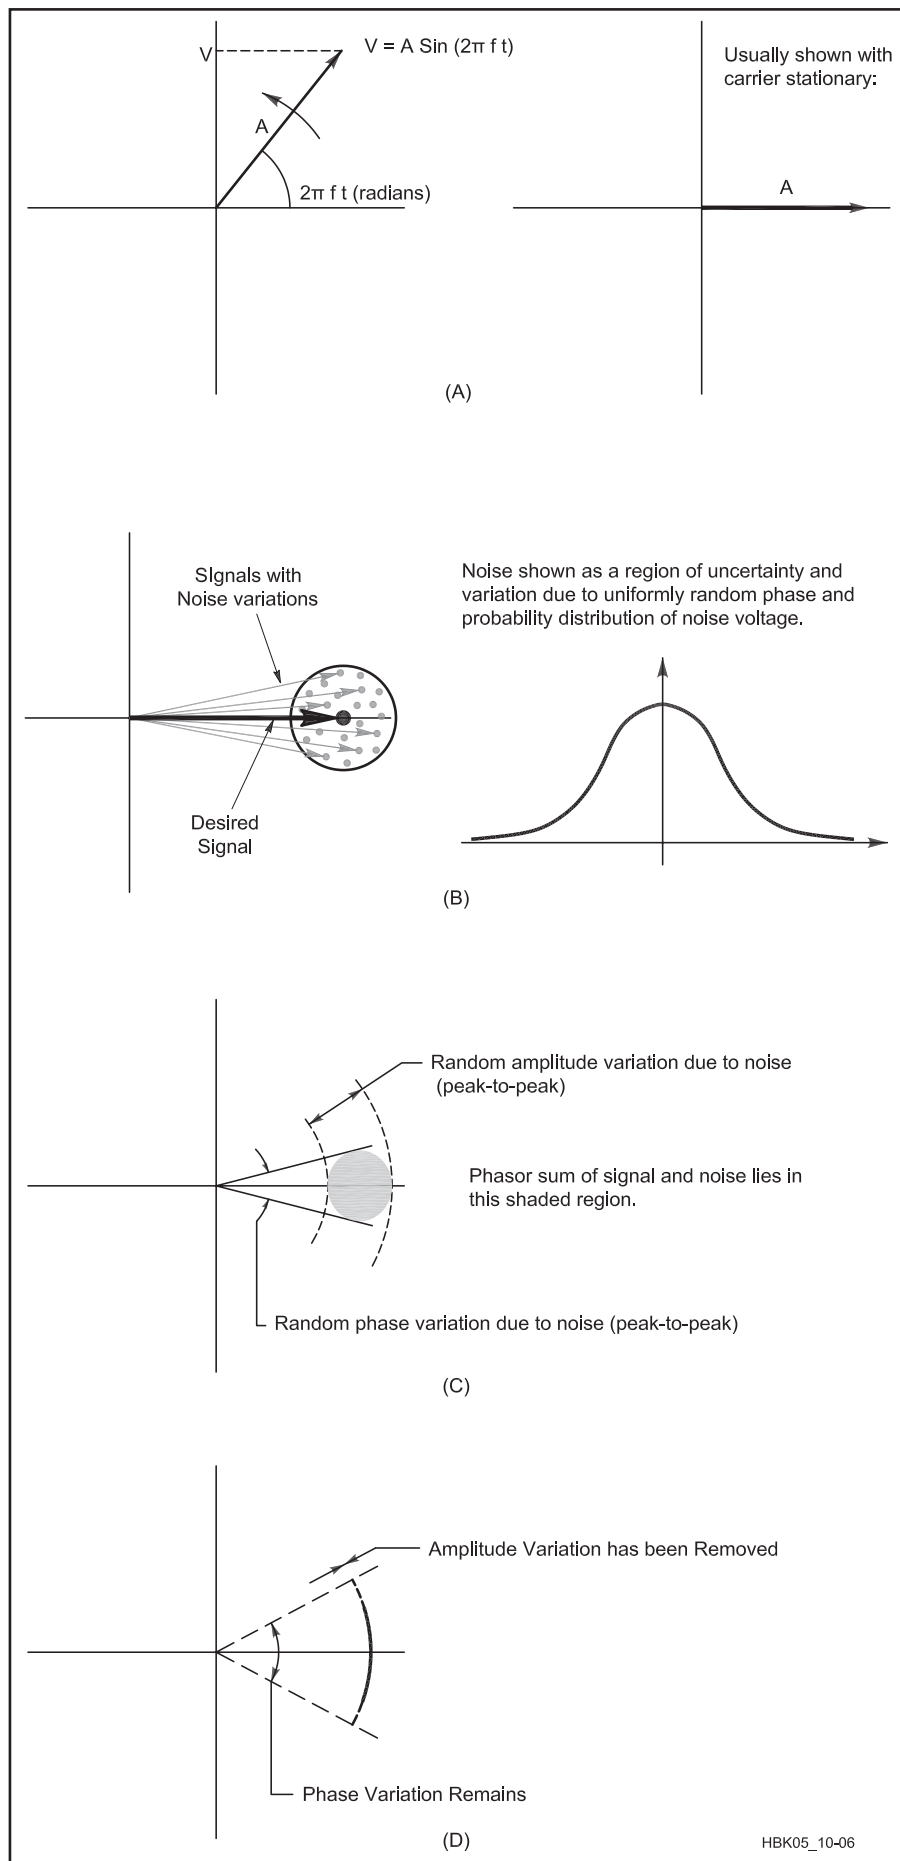 V
V = A Sin (2π f t)
A
2π f t (radians)
Usually shown with
carrier stationary:
A
(A)
SIgnals with
Noise variations
Desired
Signal
Noise shown as a region of uncertainty and
variation due to uniformly random phase and
probability distribution of noise voltage.
(B)
Random amplitude variation due to noise
(peak-to-peak)
Phasor sum of signal and noise lies in
this shaded region.
Random phase variation due to noise (peak-to-peak)
(C)
Amplitude Variation has been Removed
Phase Variation Remains
(D)
HBK05_10-06